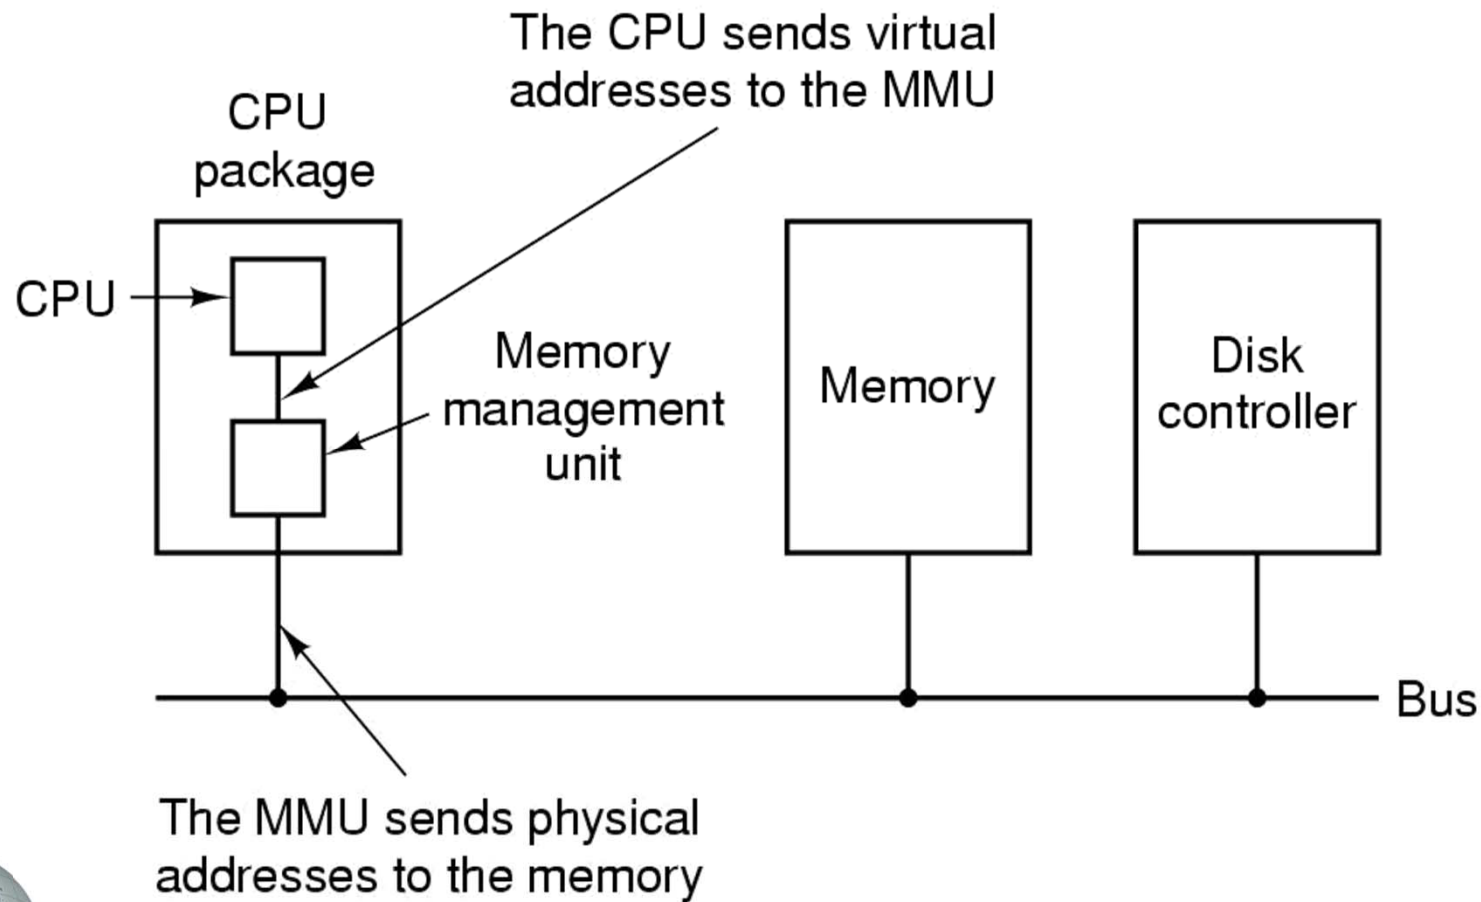 The CPU sends virtual
addresses to the MMU
CPU
package
CPU
Memory
management
unit
Memory
Disk
controller
Bus
The MMU sends physical
addresses to the memory